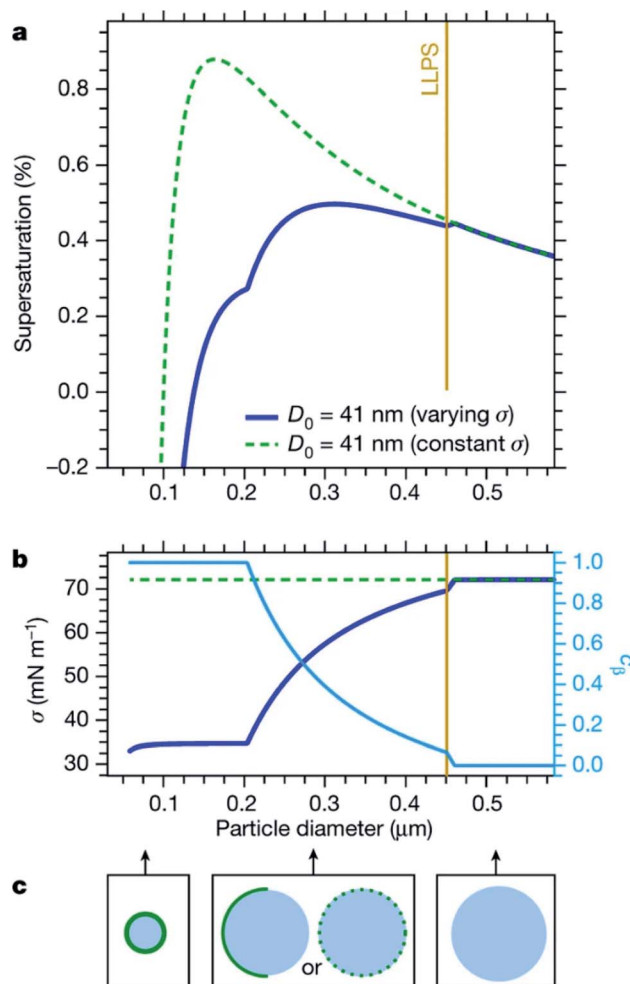 a
Supersaturation (%)
0.8
0.6
0.4
0.2
0.0
−0.2
LLPS
D0 = 41 nm (varying σ)
D0 = 41 nm (constant σ)
0.1 0.2 0.3 0.4 0.5
b
σ (mN m−1)
70
60
50
40
30
1.0
0.8
0.6
0.4
0.2
0.0
cβ
0.1 0.2 0.3 0.4 0.5
Particle diameter (μm)
c
or